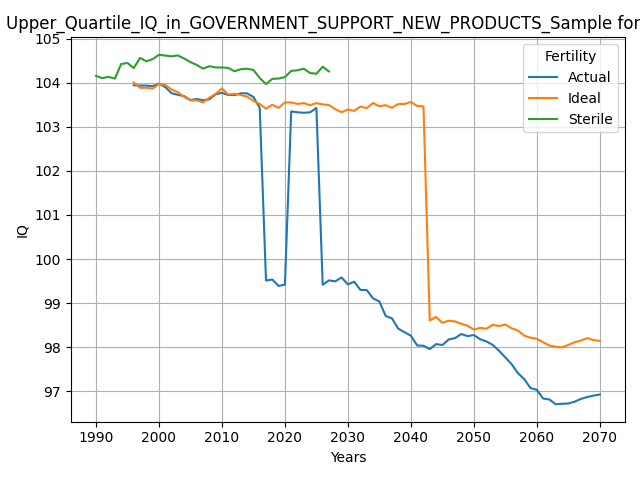 Upper_Quartile_IQ_in_GOVERNMENT_SUPPORT_NEW_PRODUCTS_Sample for
105
104
103
102
101
100
99
98
97
IQ
Fertility
Actual
Ideal
Sterile
1990 2000 2010 2020 2030 2040 2050 2060 2070
Years